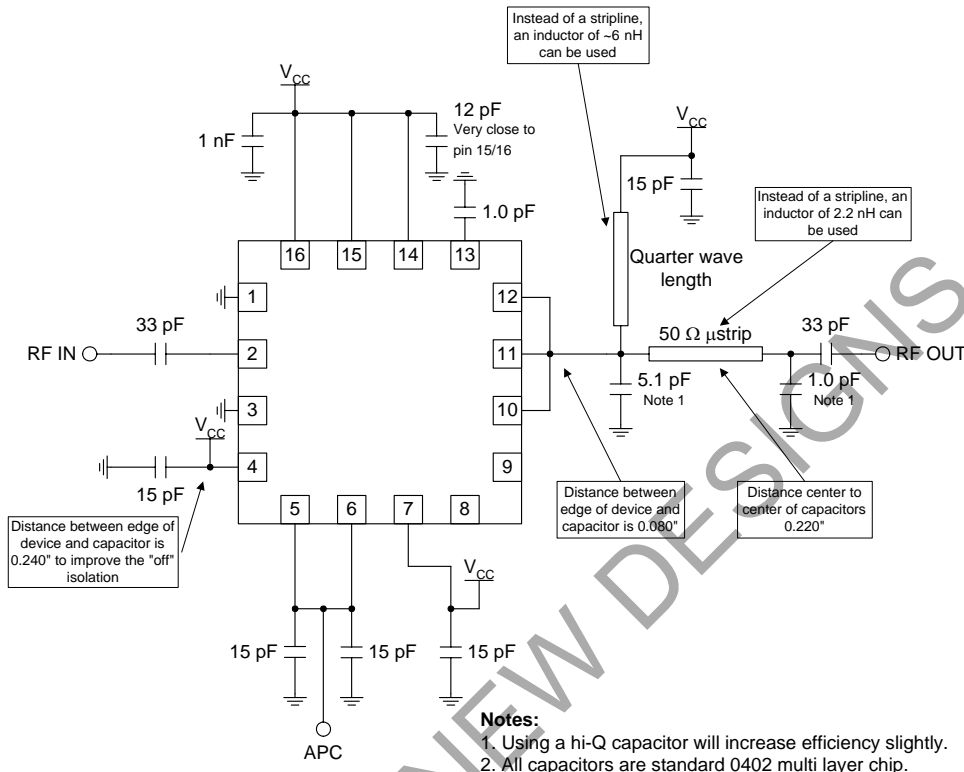 Instead of a stripline,
an inductor of ~6 nH
can be used
VCC
12 pF
Very close to
pin 15/16
1 nF
1.0 pF
VCC
15 pF
Instead of a stripline, an
inductor of 2.2 nH can
be used
16
15
14
13
Quarter wave
length
1
12
33 pF
RF IN
2
11
50 Ω µstrip
33 pF
RF OUT
5.1 pF
Note 1
1.0 pF
Note 1
3
10
VCC
4
9
15 pF
Distance between edge of
device and capacitor is
0.240" to improve the "off"
isolation
5
6
7
8
Distance between
edge of device and
capacitor is 0.080"
Distance center to
center of capacitors
0.220"
VCC
15 pF
15 pF
15 pF
APC
Notes:
1. Using a hi-Q capacitor will increase efficiency slightly.
2. All capacitors are standard 0402 multi layer chip.
NEW DESIGNS